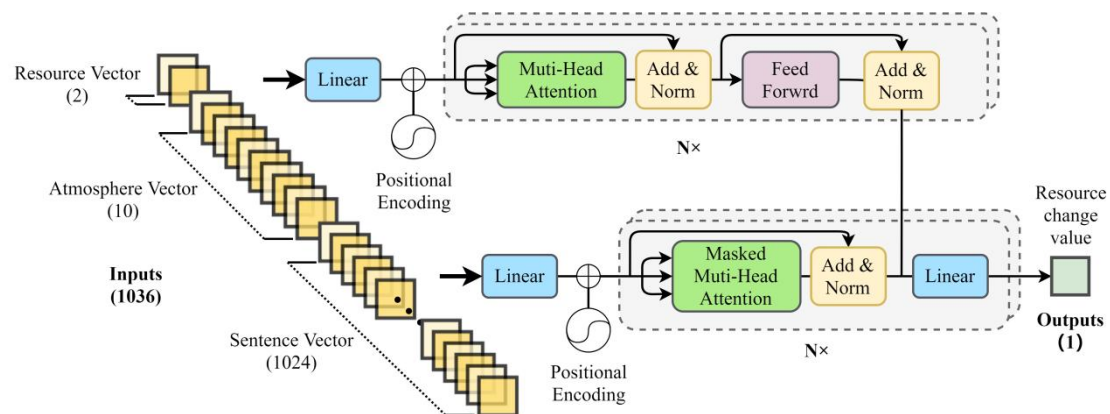 Resource Vector
(2)
Atmosphere Vector
(10)
Inputs
(1036)
Sentence Vector
(1024)
Linear
Positional
Encoding
Muti-Head
Attention
Add &
Norm
Feed
Forwrd
Add &
Norm
N×
Linear
Positional
Encoding
Masked
Muti-Head
Attention
Add &
Norm
Linear
N×
Resource
change
value
Outputs
(1)